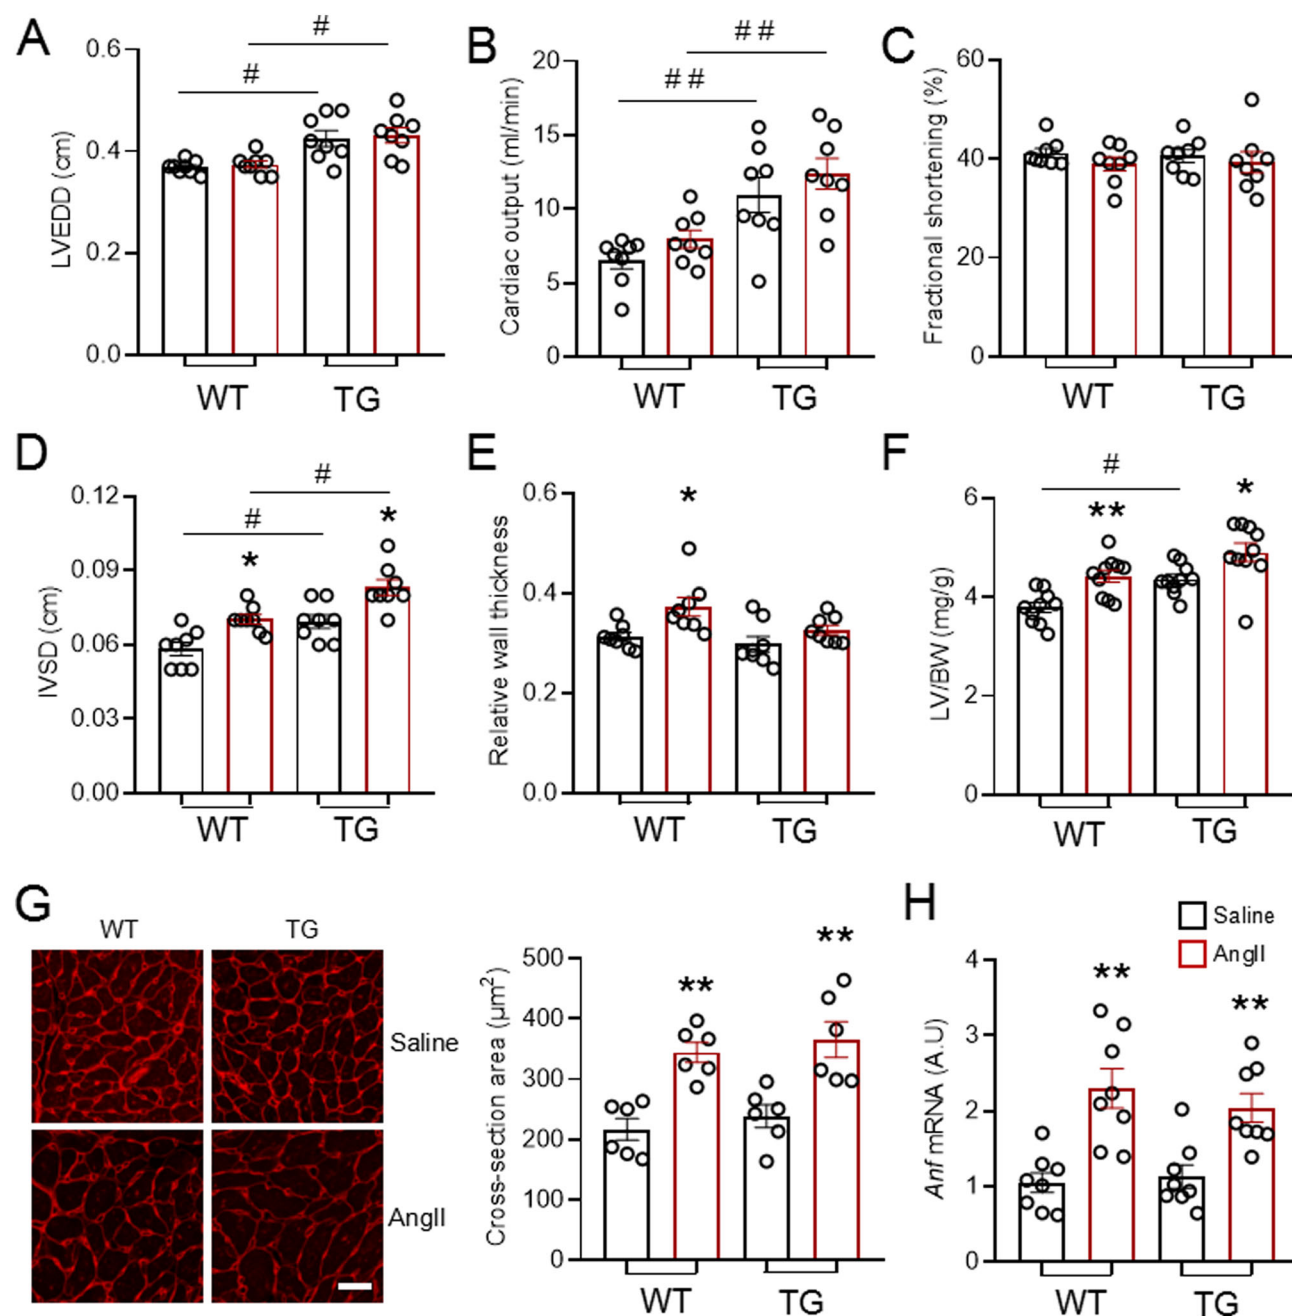 A
LVEDD (cm)
0.6
0.4
0.2
0.0
#
#
WT
TG
B
Cardiac output (ml/min)
20
15
10
5
0
##
##
WT
TG
C
Fractional shortening (%)
60
40
20
0
WT
TG
D
IVSD (cm)
0.12
0.09
0.06
0.03
0.00
#
#
*
*
WT
TG
E
Relative wall thickness
0.6
0.4
0.2
0.0
*
WT
TG
F
LV/BW (mg/g)
6
4
2
0
#
**
*
WT
TG
G
WT
TG
Saline
AngII
Cross-section area (µm²)
500
400
300
200
100
0
**
**
WT
TG
H
Saline
AngII
Anf mRNA (A.U)
4
3
2
1
0
**
**
WT
TG